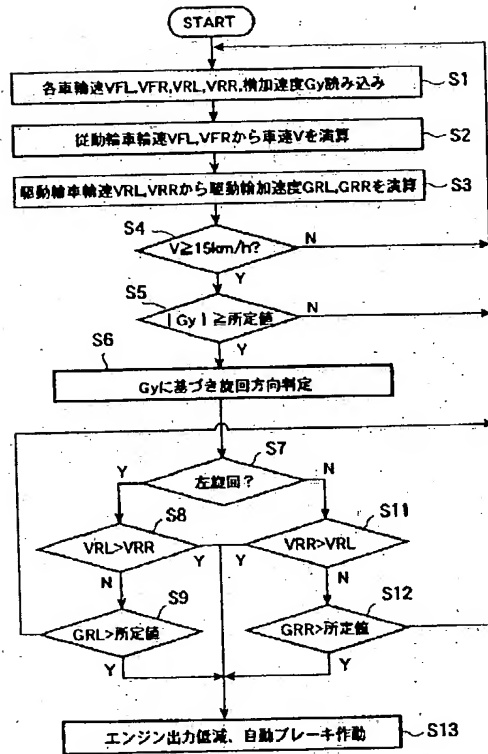 START
各車輪速VFL,VFR,VRL,VRR,横加速度Gy読み込み
S1
従動輪車輪速VFL,VFRから車速Vを演算
S2
駆動輪車輪速VRL,VRRから駆動輪加速度GRL,GRRを演算
S3
S4
V≧15km/h?
N
Y
S5
|Gy|≧所定値
N
Y
S6
Gyに基づき旋回方向判定
S7
Y
左旋回?
N
S8
VRL>VRR
Y
Y
S11
VRR>VRL
N
N
S9
GRL>所定値
S12
GRR>所定値
Y
Y
エンジン出力低減、自動ブレーキ作動
S13